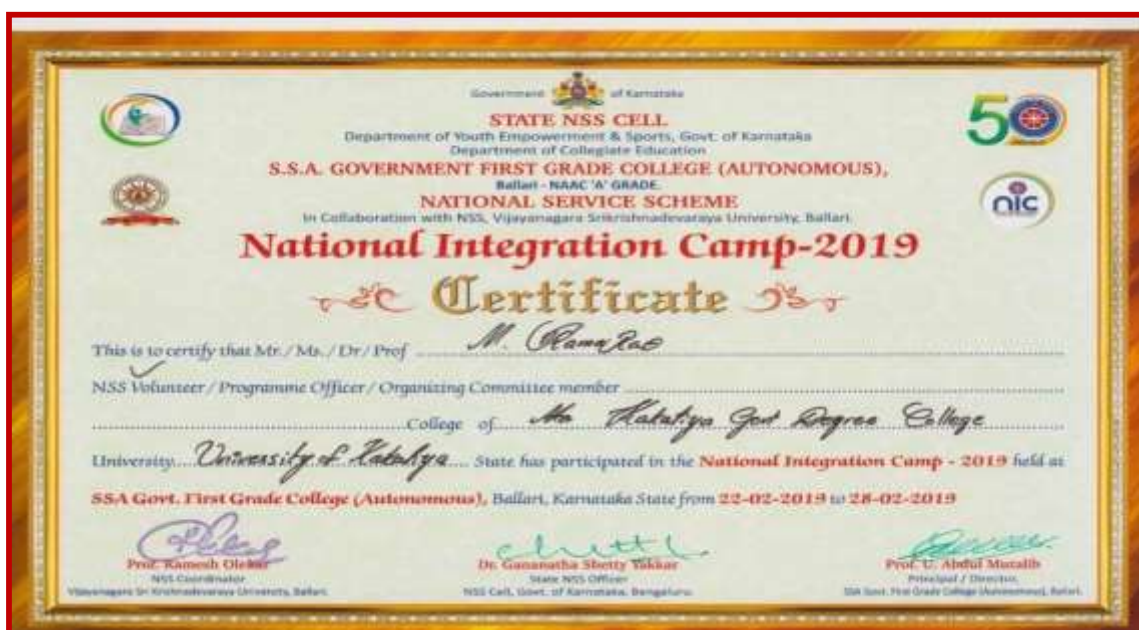 Government of Karnataka
STATE NSS CELL
Department of Youth Empowerment & Sports, Govt. of Karnataka
Department of Collegiate Education
S.S.A. GOVERNMENT FIRST GRADE COLLEGE (AUTONOMOUS),
Ballari - NAAC 'A' GRADE.
NATIONAL SERVICE SCHEME
In Collaboration with NSS, Vijayanagara Srikrishnadevaraya University, Ballari.
50
nic
National Integration Camp-2019
Certificate
This is to certify that Mr./Ms./Dr/Prof M. Rama Rao
NSS Volunteer / Programme Officer / Organizing Committee member
College of Kakatiya Govt Degree College
University University of Kakatiya State has participated in the National Integration Camp - 2019 held at
SSA Govt. First Grade College (Autonomous), Ballari, Karnataka State from 22-02-2019 to 28-02-2019
Prof. Ramesh Olekar
NSS Coordinator
Vijayanagara Sri Krishnadevaraya University, Ballari.
Dr. Gananatha Shetty Yakkar
State NSS Officer
NSS Cell, Govt. of Karnataka, Bengaluru.
Prof. U. Abdul Mutalib
Principal / Director,
SSA Govt. First Grade College (Autonomous), Ballari.